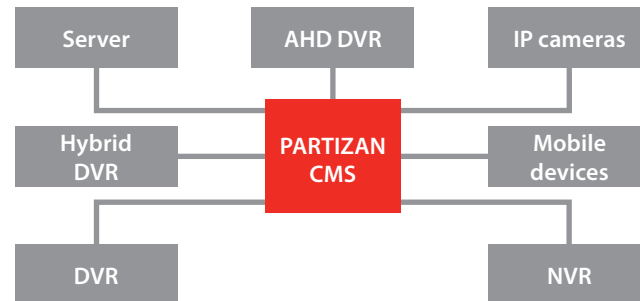 Server
AHD DVR
IP cameras
Hybrid
DVR
PARTIZAN
CMS
Mobile
devices
DVR
NVR